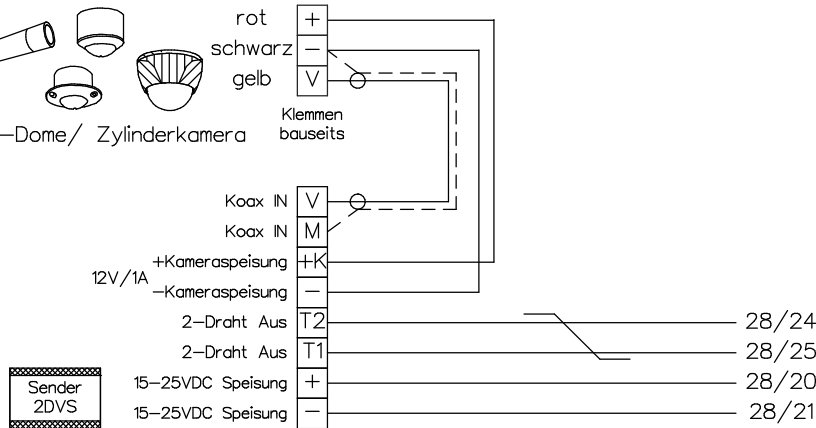 rot +
schwarz −
gelb V
Klemmen
bauseits
−Dome/ Zylinderkamera
Koax IN V
Koax IN M
+Kameraspeisung +K
12V/1A
−Kameraspeisung −
2−Draht Aus T2 28/24
2−Draht Aus T1 28/25
15−25VDC Speisung + 28/20
15−25VDC Speisung − 28/21
Sender
2DVS